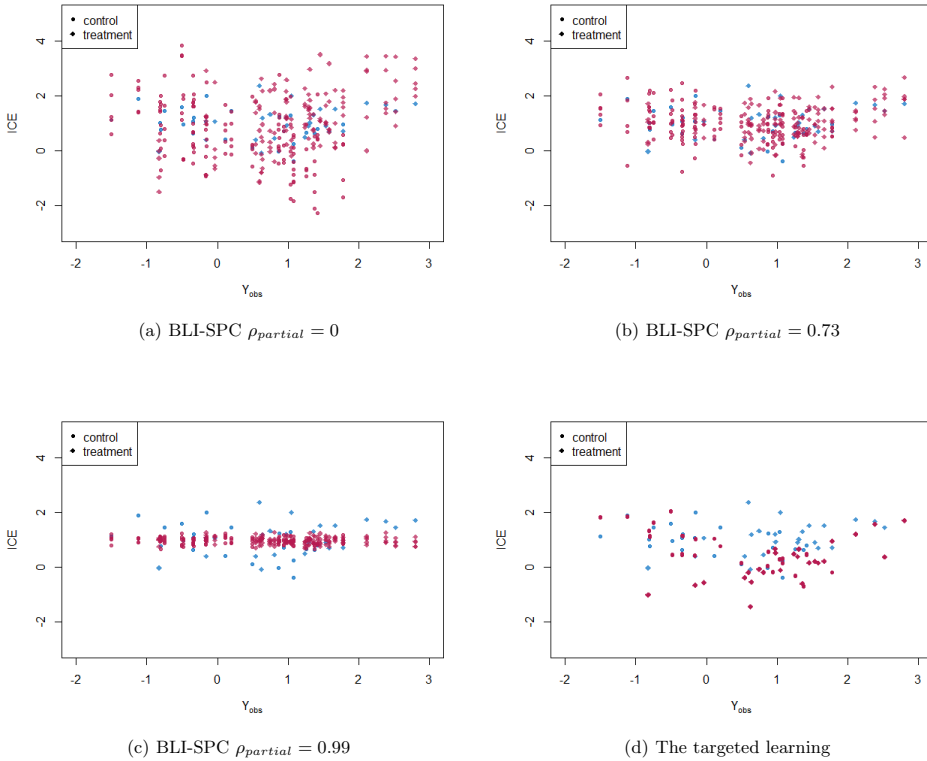 control
treatment
4
2
0
-2
ICE
-2 -1 0 1 2 3
Yobs
(a) BLI-SPC ρpartial = 0
control
treatment
4
2
0
-2
ICE
-2 -1 0 1 2 3
Yobs
(b) BLI-SPC ρpartial = 0.73
control
treatment
4
2
0
-2
ICE
-2 -1 0 1 2 3
Yobs
(c) BLI-SPC ρpartial = 0.99
control
treatment
4
2
0
-2
ICE
-2 -1 0 1 2 3
Yobs
(d) The targeted learning